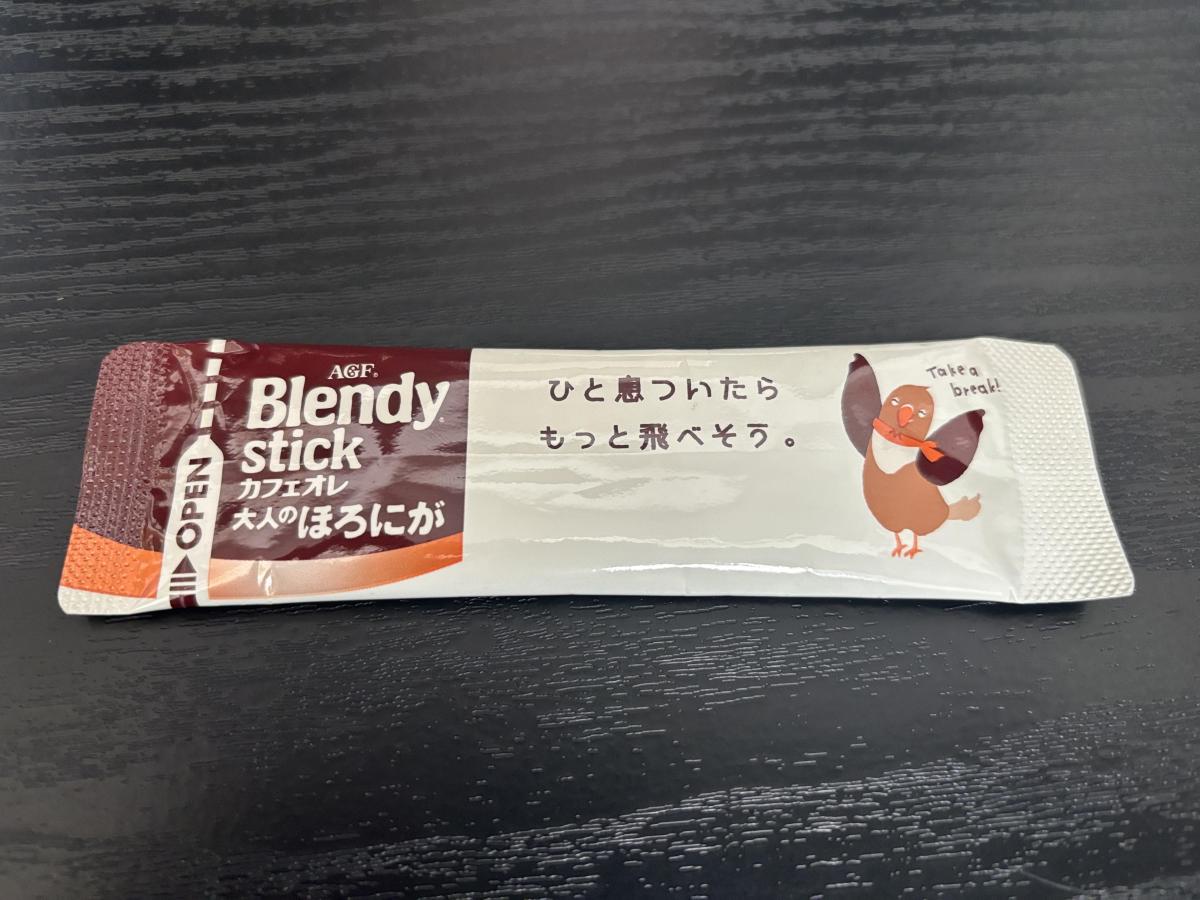 OPEN
AGF®
Blendy®
stick
カフェオレ
大人のほろにが
ひと息ついたら
もっと飛べそう。
Take a
break!